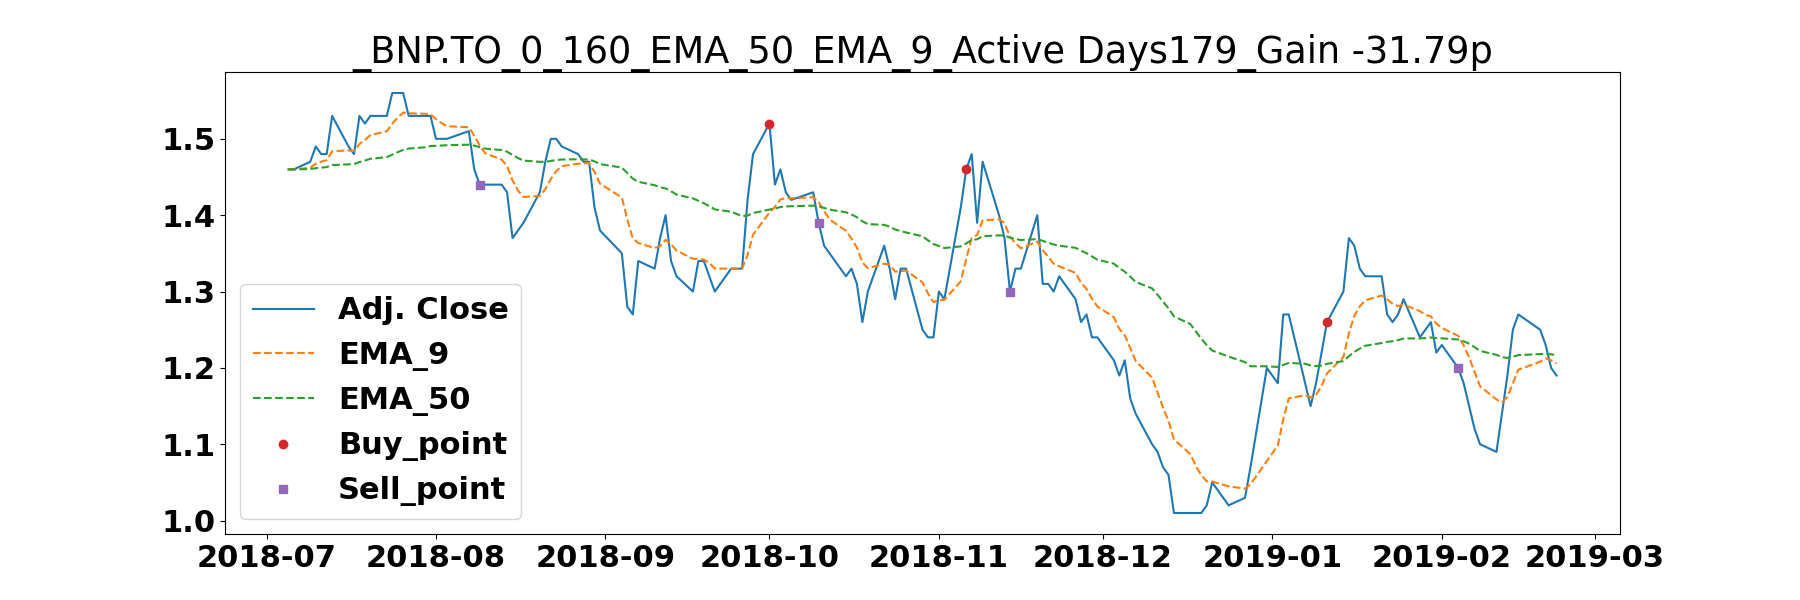 _BNP.TO_0_160_EMA_50_EMA_9_Active Days179_Gain -31.79p
1.5
1.4
1.3
1.2
1.1
1.0
Adj. Close
EMA_9
EMA_50
Buy_point
Sell_point
2018-07 2018-08 2018-09 2018-10 2018-11 2018-12 2019-01 2019-02 2019-03